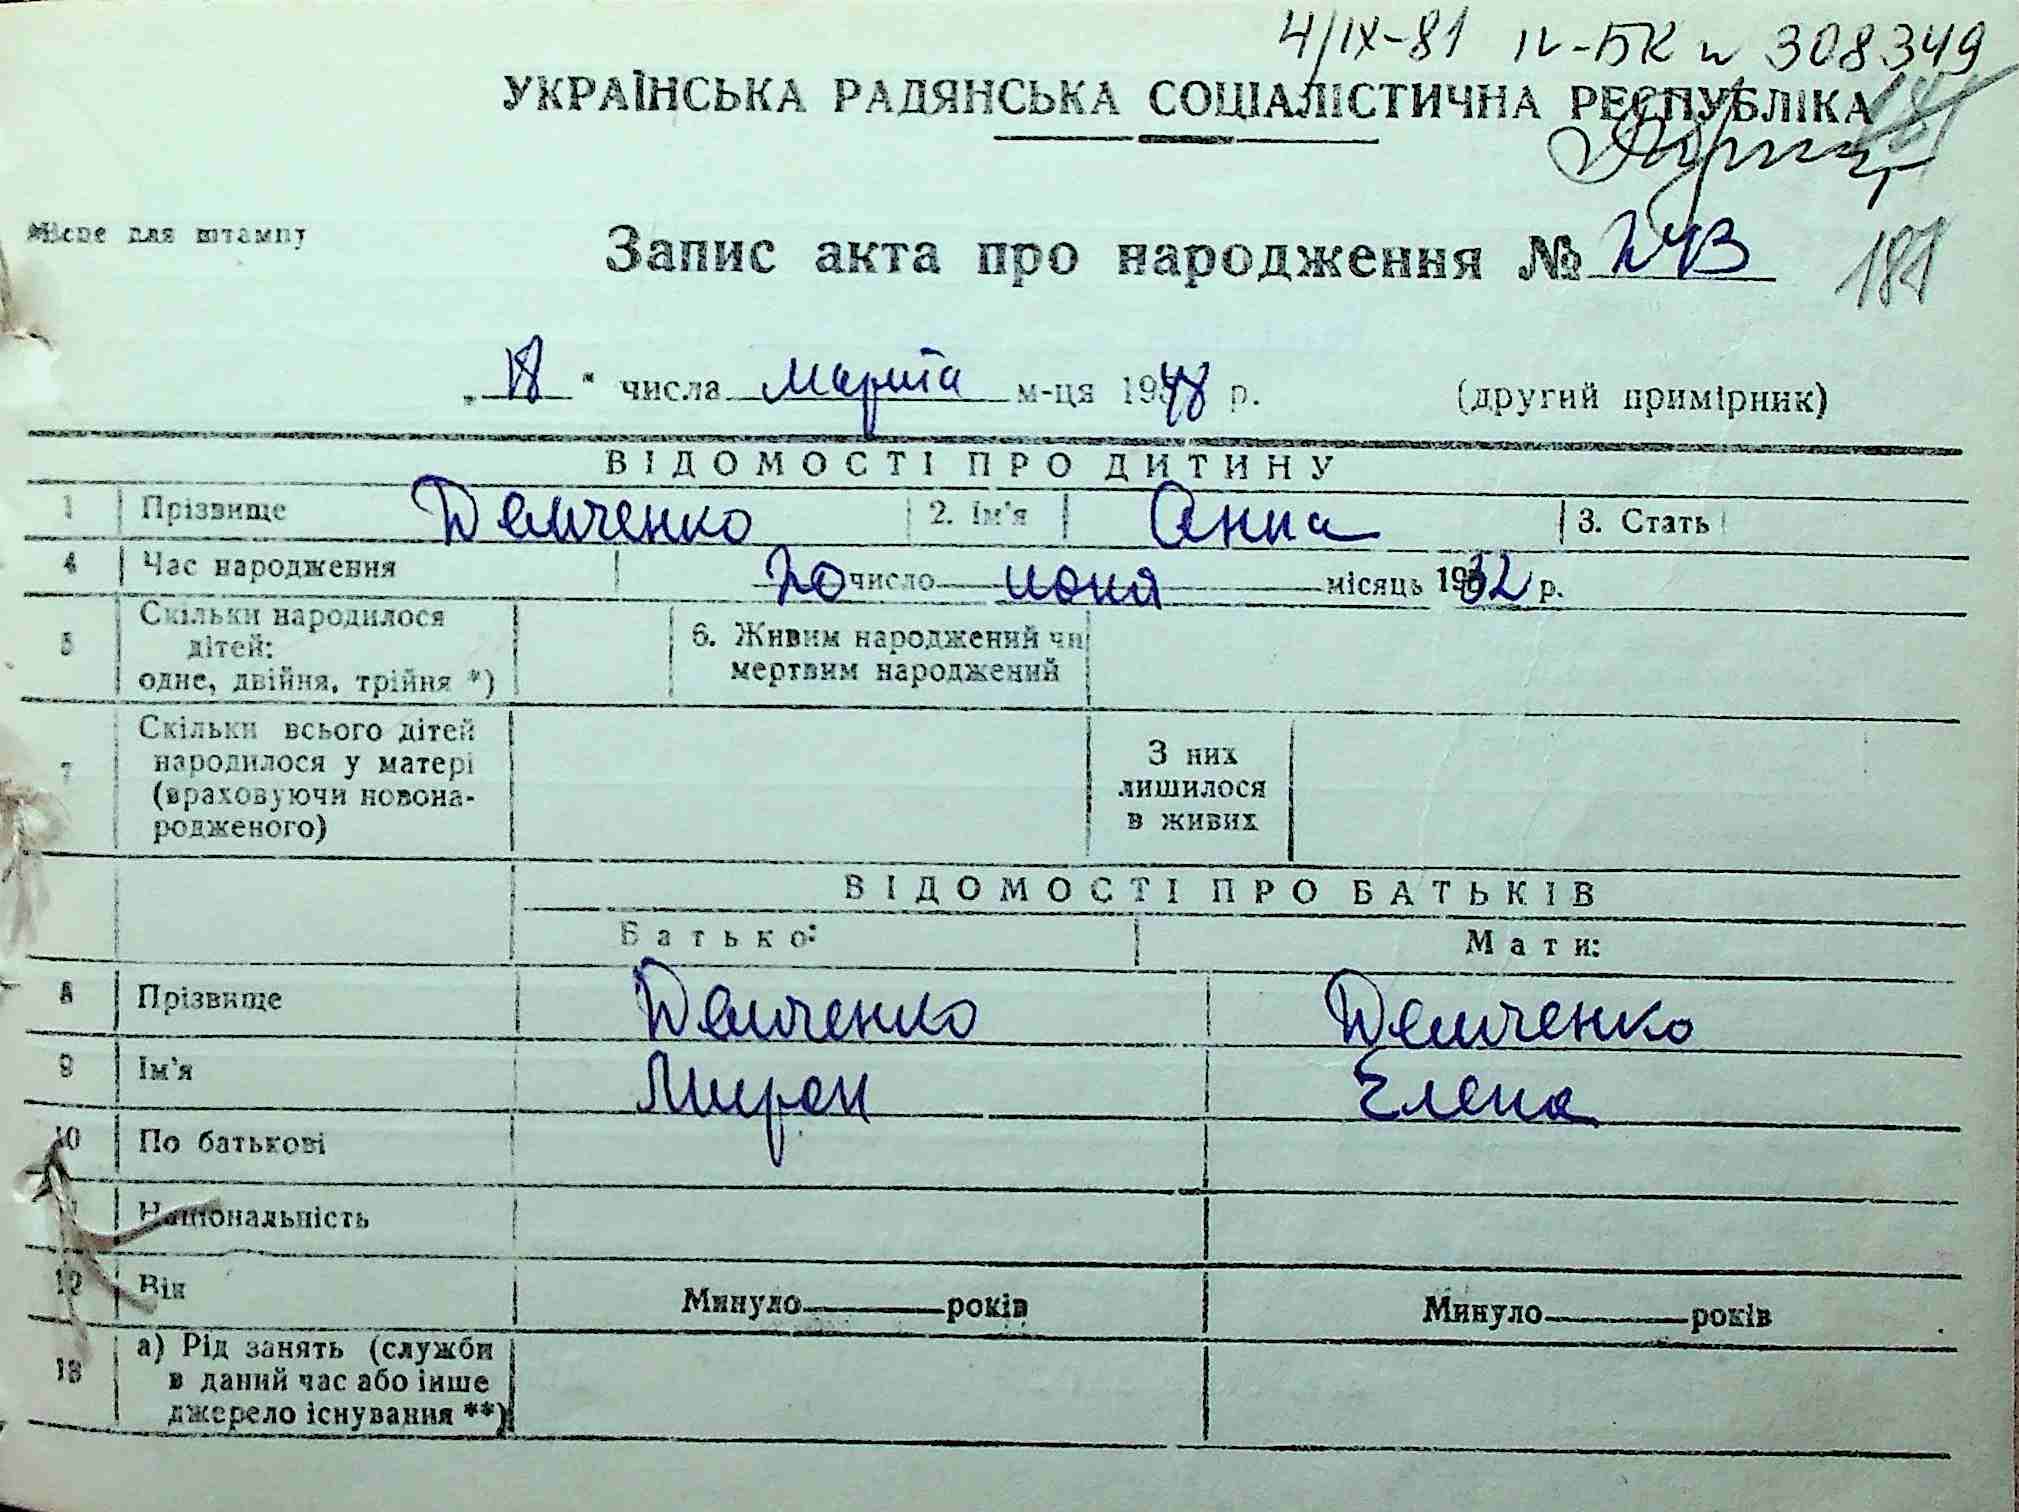 4/IX-81 IV-БК № 308349
УКРАЇНСЬКА РАДЯНСЬКА СОЦІАЛІСТИЧНА РЕСПУБЛІКА
Місце для штампу
Запис акта про народження № 243
181
„18" числа марта м-ця 1948 р. (другий примірник)
ВІДОМОСТІ ПРО ДИТИНУ
1 Прізвище Демченко 2. Ім'я Анна 3. Стать
4 Час народження 20 число июня місяць 1932 р.
5 Скільки народилося дітей: одне, двійня, трійня *) 6. Живим народжений чи мертвим народжений
7 Скільки всього дітей народилося у матері (враховуючи новонародженого) З них лишилося в живих
ВІДОМОСТІ ПРО БАТЬКІВ
Батько: Мати:
8 Прізвище Демченко Демченко
9 Ім'я Мирон Елена
10 По батькові
11 Національність
12 Вік Минуло років Минуло років
13 а) Рід занять (служби в даний час або інше джерело існування **)